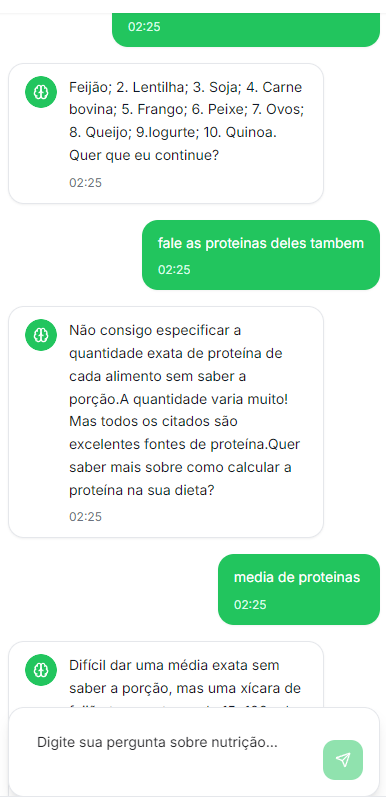 02:25
Feijão; 2. Lentilha; 3. Soja; 4. Carne
bovina; 5. Frango; 6. Peixe; 7. Ovos;
8. Queijo; 9.Iogurte; 10. Quinoa.
Quer que eu continue?
02:25
fale as proteinas deles tambem
02:25
Não consigo especificar a
quantidade exata de proteína de
cada alimento sem saber a
porção.A quantidade varia muito!
Mas todos os citados são
excelentes fontes de proteína.Quer
saber mais sobre como calcular a
proteína na sua dieta?
02:25
media de proteinas
02:25
Difícil dar uma média exata sem
saber a porção, mas uma xícara de
Digite sua pergunta sobre nutrição...